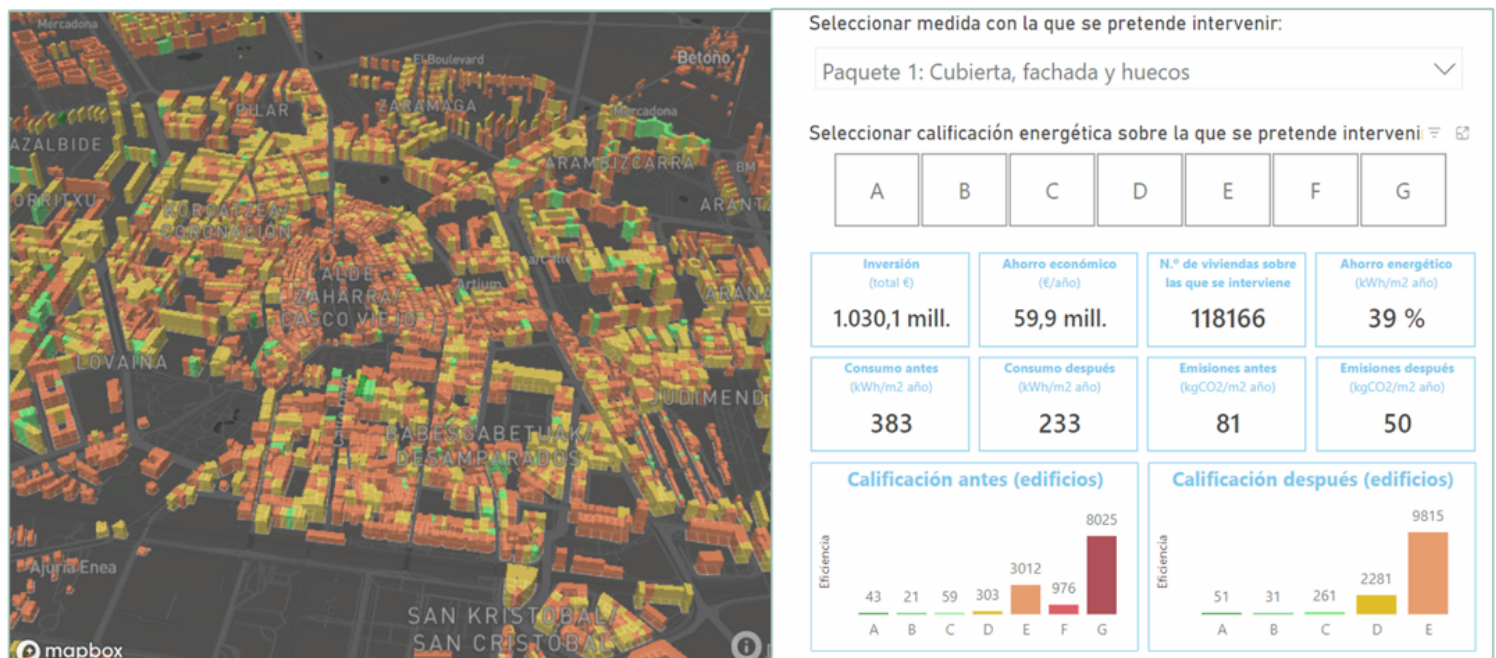 Mercadona
El Boulevard
Betoño
PILAR
ZARAMAGA
Mercadona
AZALBIDE
ARAMBIZCARRA
BM
ORRITXU
ARANTZ
KOROATZEA/
CORONACIÓN
ALDE
ZAHARRA/
CASCO VIEJO
Artium
ARANA
LOVAINA
JUDIMEND
BABESGABETUAK/
DESAMPARADOS
Ajuria Enea
SAN KRISTOBAL/
SAN CRISTÓBAL
mapbox
Seleccionar medida con la que se pretende intervenir:
Paquete 1: Cubierta, fachada y huecos
Seleccionar calificación energética sobre la que se pretende interveni
A B C D E F G
Inversión Ahorro económico N.º de viviendas sobre Ahorro energético
(total €) (€/año) las que se interviene (kWh/m2 año)
1.030,1 mill. 59,9 mill. 118166 39 %
Consumo antes Consumo después Emisiones antes Emisiones después
(kWh/m2 año) (kWh/m2 año) (kgCO2/m2 año) (kgCO2/m2 año)
383 233 81 50
Calificación antes (edificios)
Eficiencia
43 21 59 303 3012 976 8025
A B C D E F G
Calificación después (edificios)
Eficiencia
51 31 261 2281 9815
A B C D E